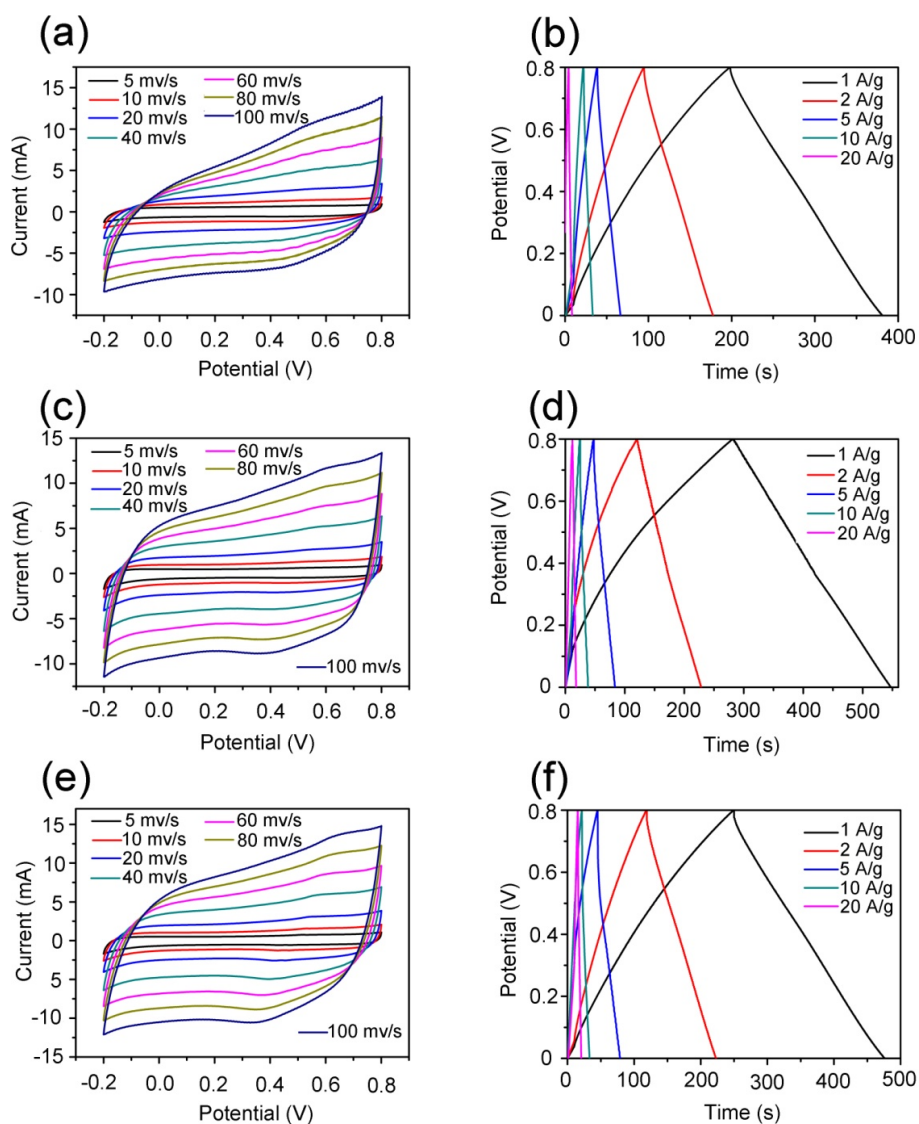 (a)
5 mv/s
10 mv/s
20 mv/s
40 mv/s
60 mv/s
80 mv/s
100 mv/s
15
10
5
0
-5
-10
Current (mA)
-0.2 0.0 0.2 0.4 0.6 0.8
Potential (V)
(b)
1 A/g
2 A/g
5 A/g
10 A/g
20 A/g
0.8
0.6
0.4
0.2
0
Potential (V)
0 100 200 300 400
Time (s)
(c)
5 mv/s
10 mv/s
20 mv/s
40 mv/s
60 mv/s
80 mv/s
100 mv/s
15
10
5
0
-5
-10
Current (mA)
-0.2 0.0 0.2 0.4 0.6 0.8
Potential (V)
(d)
1 A/g
2 A/g
5 A/g
10 A/g
20 A/g
0.8
0.6
0.4
0.2
0
Potential (V)
0 100 200 300 400 500
Time (s)
(e)
5 mv/s
10 mv/s
20 mv/s
40 mv/s
60 mv/s
80 mv/s
100 mv/s
15
10
5
0
-5
-10
-15
Current (mA)
-0.2 0.0 0.2 0.4 0.6 0.8
Potential (V)
(f)
1 A/g
2 A/g
5 A/g
10 A/g
20 A/g
0.8
0.6
0.4
0.2
0
Potential (V)
0 100 200 300 400 500
Time (s)